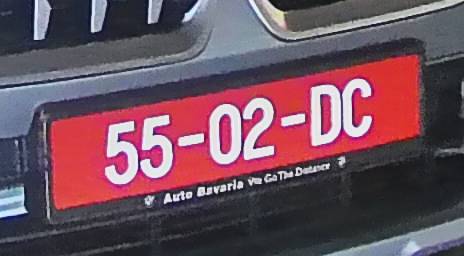 55-02-DC
Auto Bavaria We Go The Distance